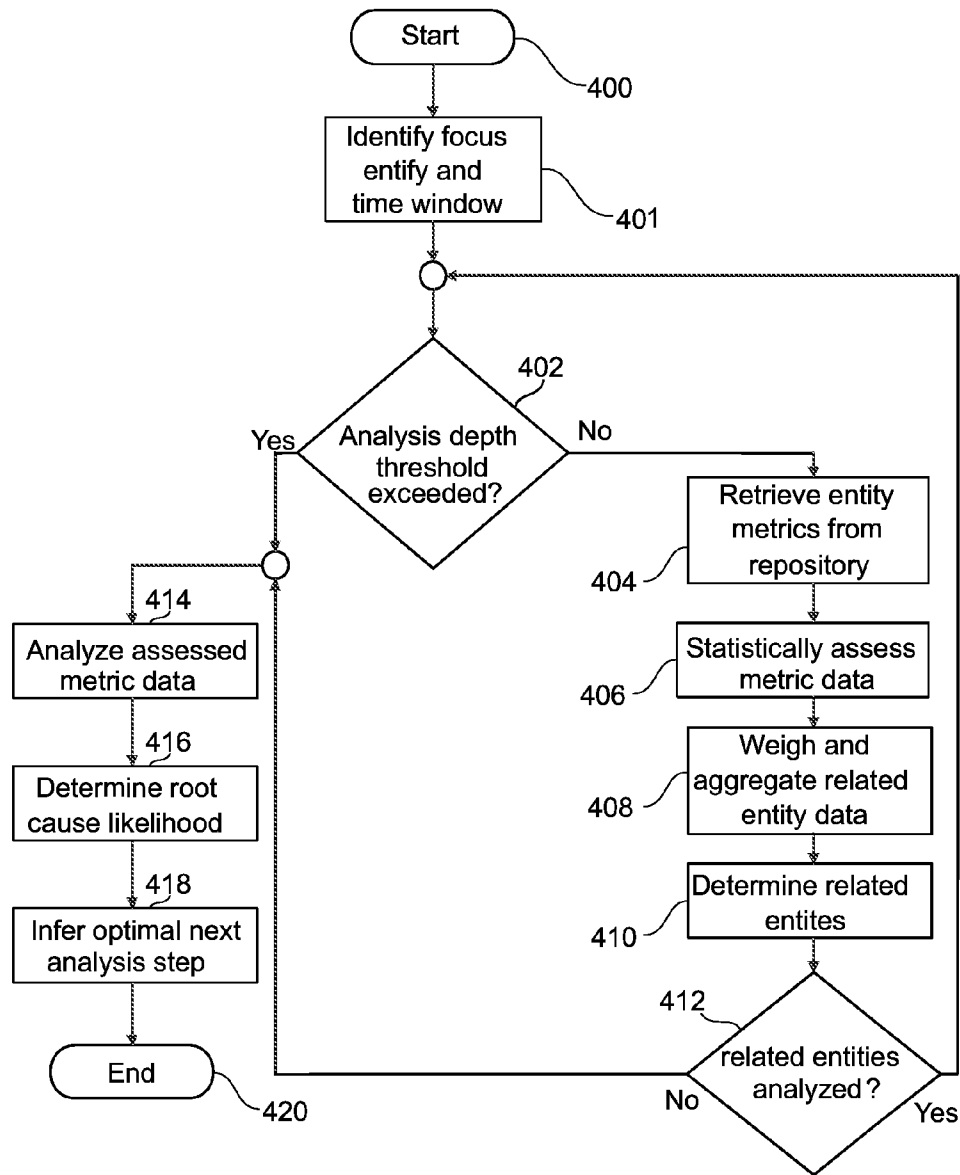 Start
400
Identify focus
entify and
time window
401
402
Yes
Analysis depth
threshold
exceeded?
No
Retrieve entity
metrics from
repository
404
414
Analyze assessed
metric data
Statistically assess
metric data
406
416
Determine root
cause likelihood
Weigh and
aggregate related
entity data
408
418
Infer optimal next
analysis step
Determine related
entites
410
412
related entities
analyzed ?
No
Yes
End
420